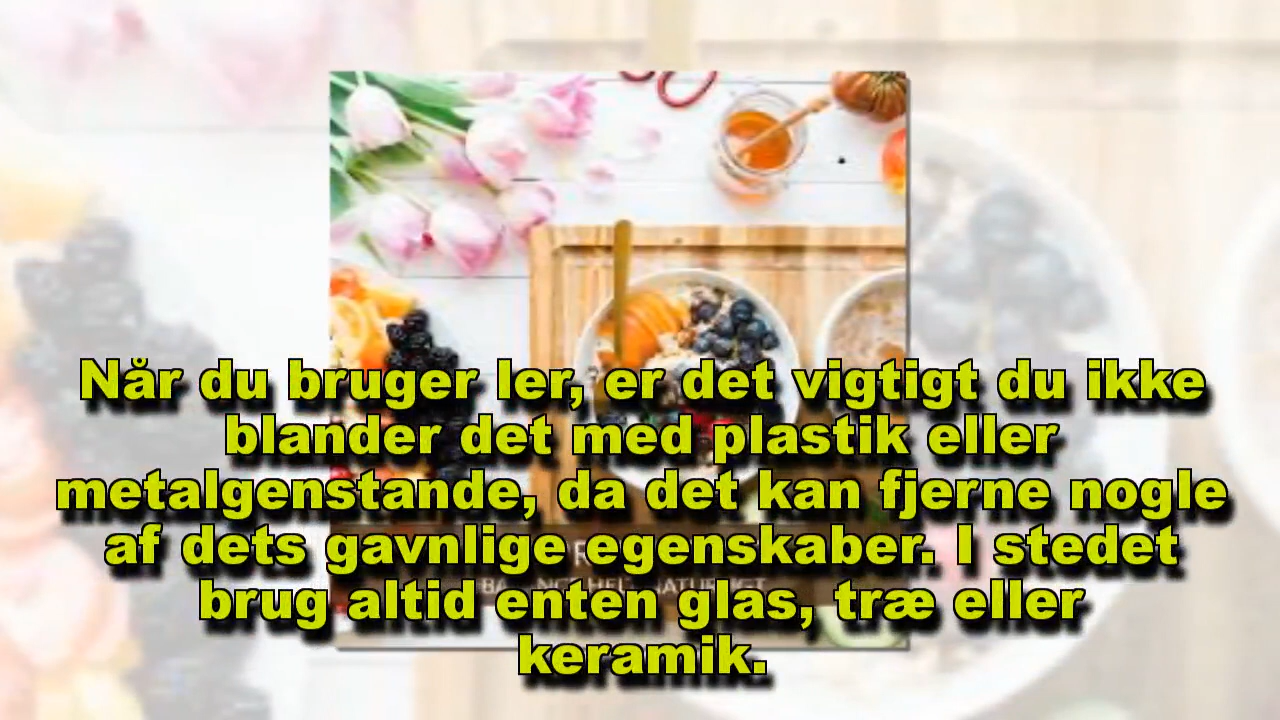 Når du bruger ler, er det vigtigt du ikke
blander det med plastik eller
metalgenstande, da det kan fjerne nogle
af dets gavnlige egenskaber. I stedet
brug altid enten glas, træ eller
keramik.